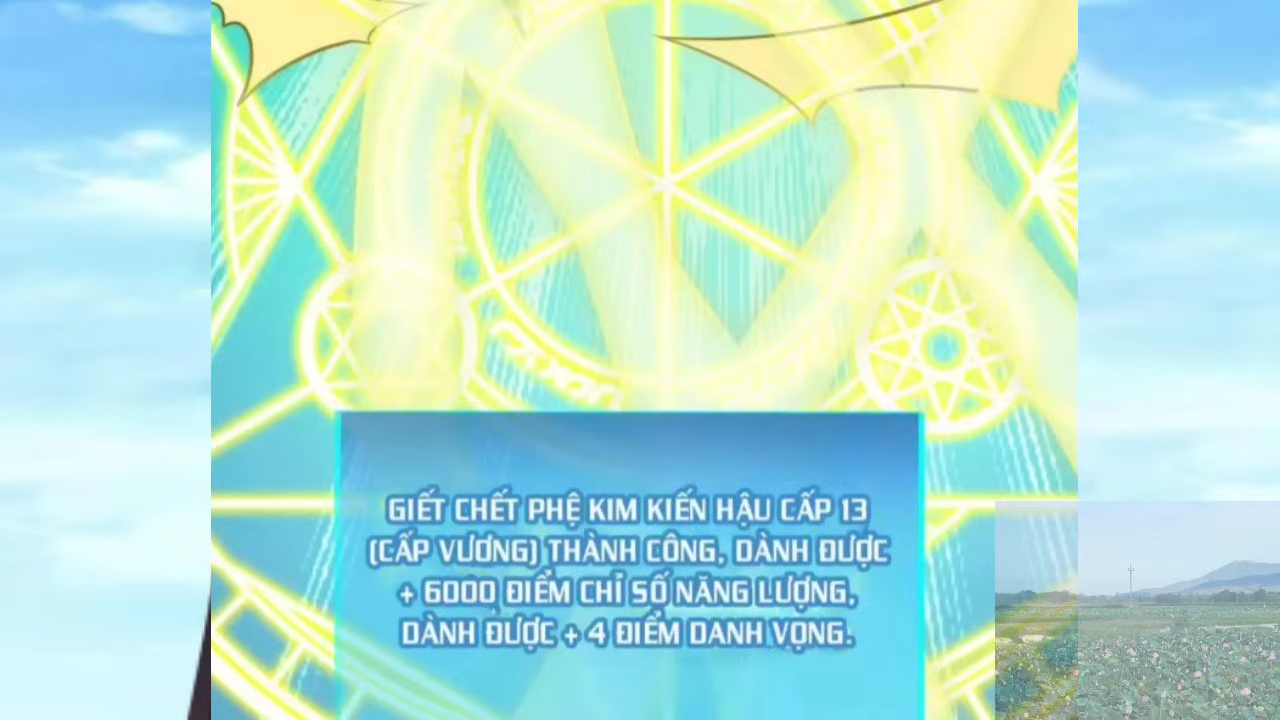 GIẾT CHẾT PHỆ KIM KIẾN HẬU CẤP 13
(CẤP VƯƠNG) THÀNH CÔNG, DÀNH ĐƯỢC
+ 6000 ĐIỂM CHỈ SỐ NĂNG LƯỢNG,
DÀNH ĐƯỢC + 4 ĐIỂM DANH VỌNG.